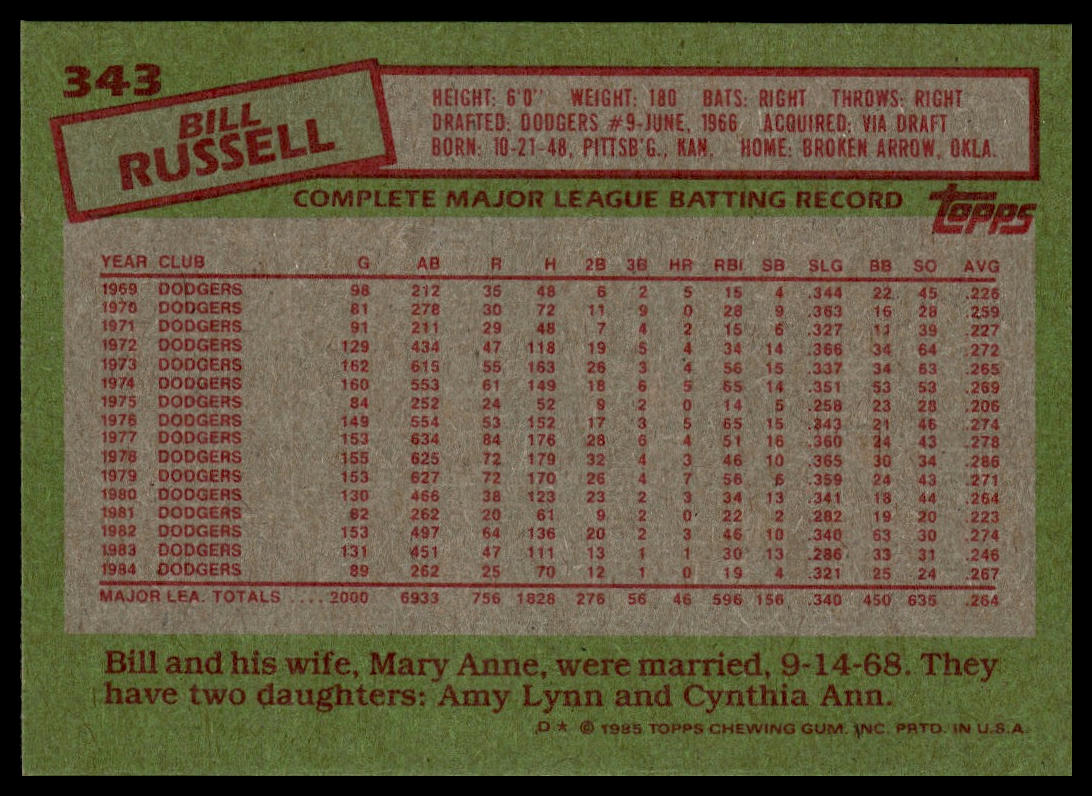 343
BILL
RUSSELL
HEIGHT: 6'0" WEIGHT: 180 BATS: RIGHT THROWS: RIGHT
DRAFTED: DODGERS #9-JUNE, 1966 ACQUIRED: VIA DRAFT
BORN: 10-21-48, PITTSB'G., KAN. HOME: BROKEN ARROW, OKLA.
COMPLETE MAJOR LEAGUE BATTING RECORD
topps
YEAR CLUB G AB R H 2B 3B HR RBI SB SLG BB SO AVG
1969 DODGERS 98 212 35 48 6 2 5 15 4 .344 22 45 .226
1970 DODGERS 81 278 30 72 11 9 0 28 9 .363 16 28 .259
1971 DODGERS 91 211 29 48 7 4 2 15 6 .327 11 39 .227
1972 DODGERS 129 434 47 118 19 5 4 34 14 .366 34 64 .272
1973 DODGERS 162 615 55 163 26 3 4 56 15 .337 34 63 .265
1974 DODGERS 160 553 61 149 18 6 5 65 14 .351 53 53 .269
1975 DODGERS 84 252 24 52 9 2 0 14 5 .258 23 28 .206
1976 DODGERS 149 554 53 152 17 3 5 65 15 .343 21 46 .274
1977 DODGERS 153 634 84 176 28 6 4 51 16 .360 24 43 .278
1978 DODGERS 155 625 72 179 32 4 3 46 10 .365 30 34 .286
1979 DODGERS 153 627 72 170 26 4 7 56 6 .359 24 43 .271
1980 DODGERS 130 466 38 123 23 2 3 34 13 .341 18 44 .264
1981 DODGERS 82 262 20 61 9 2 0 22 2 .282 19 20 .223
1982 DODGERS 153 497 64 136 20 2 3 46 10 .340 63 30 .274
1983 DODGERS 131 451 47 111 13 1 1 30 13 .286 33 31 .246
1984 DODGERS 89 262 25 70 12 1 0 19 4 .321 25 24 .267
MAJOR LEA. TOTALS ....2000 6933 756 1828 276 56 46 596 156 .340 450 635 .264
Bill and his wife, Mary Anne, were married, 9-14-68. They
have two daughters: Amy Lynn and Cynthia Ann.
D * © 1985 TOPPS CHEWING GUM, INC. PRTD. IN U.S.A.